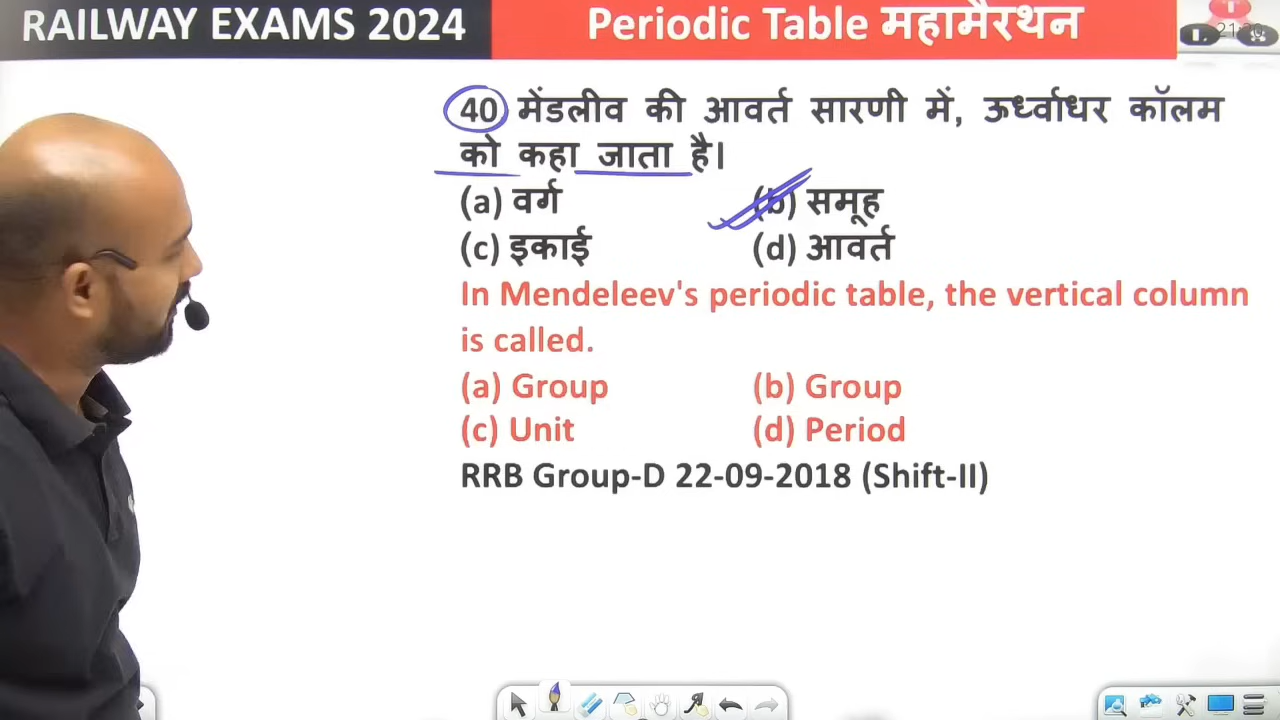 RAILWAY EXAMS 2024
Periodic Table महामैरथन
40 मेंडलीव की आवर्त सारणी में, ऊर्ध्वाधर कॉलम
को कहा जाता है।
(a) वर्ग (b) समूह
(c) इकाई (d) आवर्त
In Mendeleev's periodic table, the vertical column
is called.
(a) Group (b) Group
(c) Unit (d) Period
RRB Group-D 22-09-2018 (Shift-II)